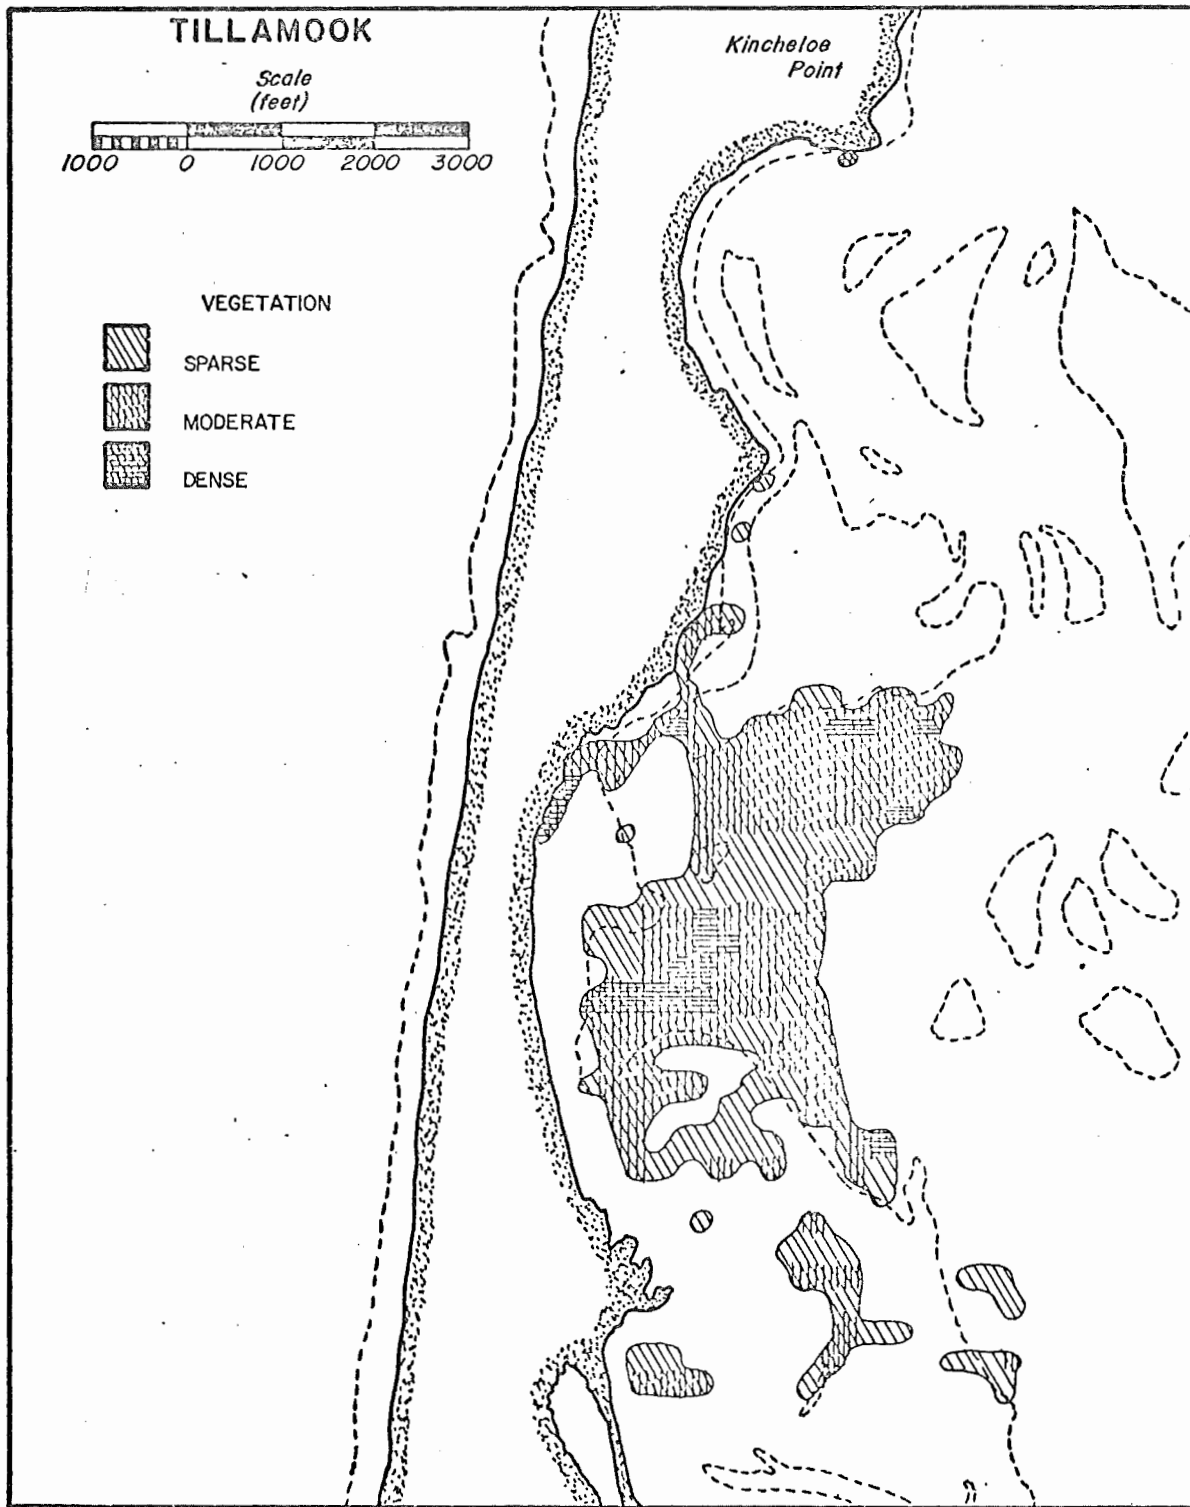 TILLAMOOK
Scale
(feet)
1000 0 1000 2000 3000
Kincheloe
Point
VEGETATION
SPARSE
MODERATE
DENSE